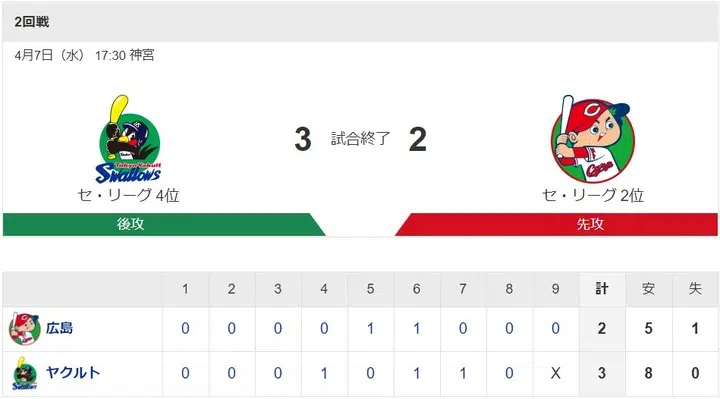 2回戦
4月7日（水） 17:30 神宮
Tokyo Yakult
Swallows
3 試合終了 2
C
Carp
セ・リーグ 4位 セ・リーグ 2位
後攻 先攻
1 2 3 4 5 6 7 8 9 計 安 失
広島 0 0 0 0 1 1 0 0 0 2 5 1
ヤクルト 0 0 0 1 0 1 1 0 X 3 8 0